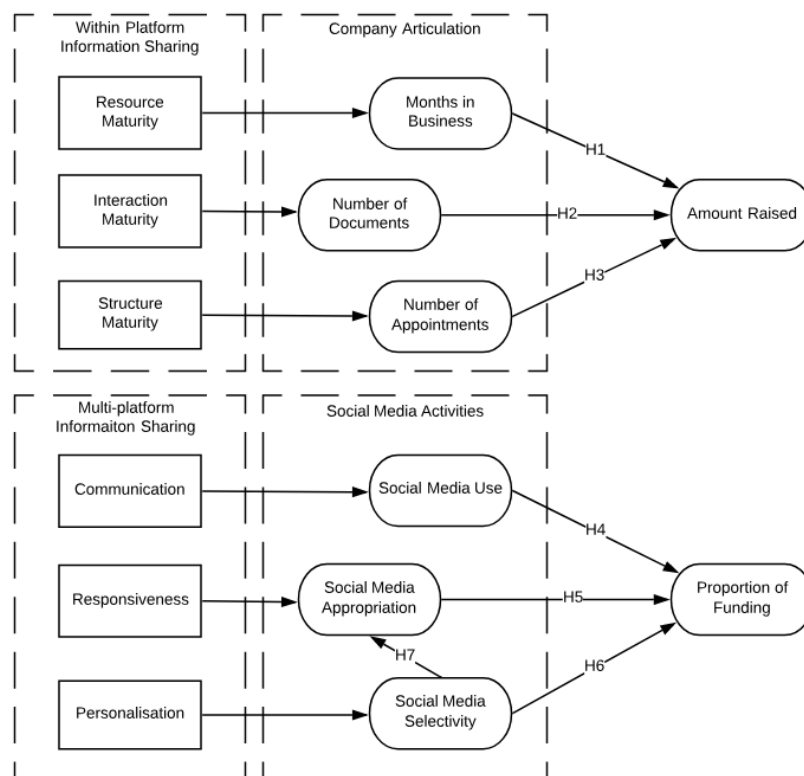 Within Platform
Information Sharing
Company Articulation
Resource
Maturity
Months in
Business
H1
Interaction
Maturity
Number of
Documents
H2
Amount Raised
Structure
Maturity
Number of
Appointments
H3
Multi-platform
Informaiton Sharing
Social Media Activities
Communication
Social Media Use
H4
Responsiveness
Social Media
Appropriation
H5
Proportion of
Funding
H7
H6
Personalisation
Social Media
Selectivity